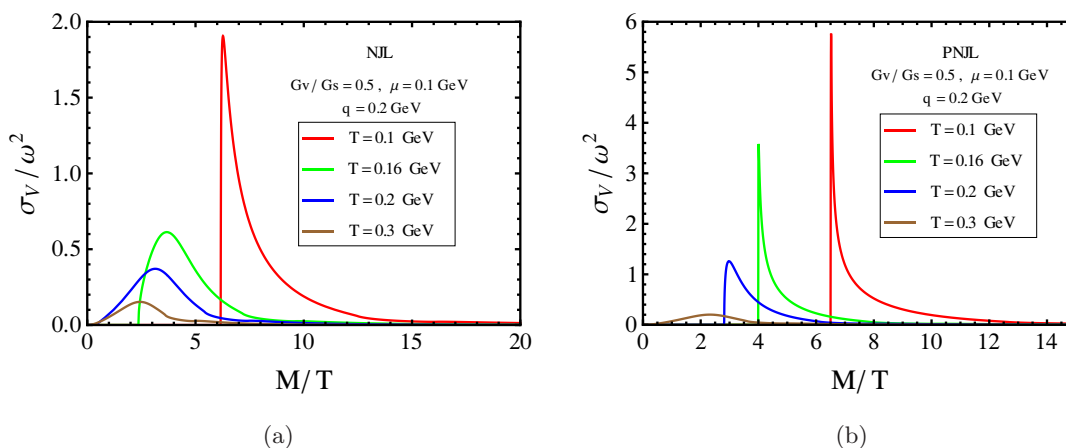 NJL
Gv/Gs = 0.5 , μ = 0.1 GeV
q = 0.2 GeV
T = 0.1 GeV
T = 0.16 GeV
T = 0.2 GeV
T = 0.3 GeV
σ_V / ω²
2.0
1.5
1.0
0.5
0.0
0 5 10 15 20
M/T
(a)
PNJL
Gv/Gs = 0.5 , μ = 0.1 GeV
q = 0.2 GeV
T = 0.1 GeV
T = 0.16 GeV
T = 0.2 GeV
T = 0.3 GeV
σ_V / ω²
6
5
4
3
2
1
0
0 2 4 6 8 10 12 14
M/T
(b)